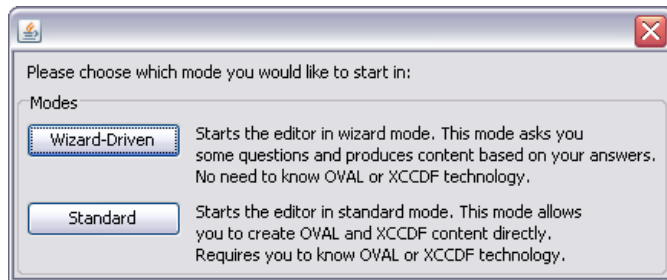 Please choose which mode you would like to start in:
Modes
Wizard-Driven
Starts the editor in wizard mode. This mode asks you
some questions and produces content based on your answers.
No need to know OVAL or XCCDF technology.
Standard
Starts the editor in standard mode. This mode allows
you to create OVAL and XCCDF content directly.
Requires you to know OVAL or XCCDF technology.